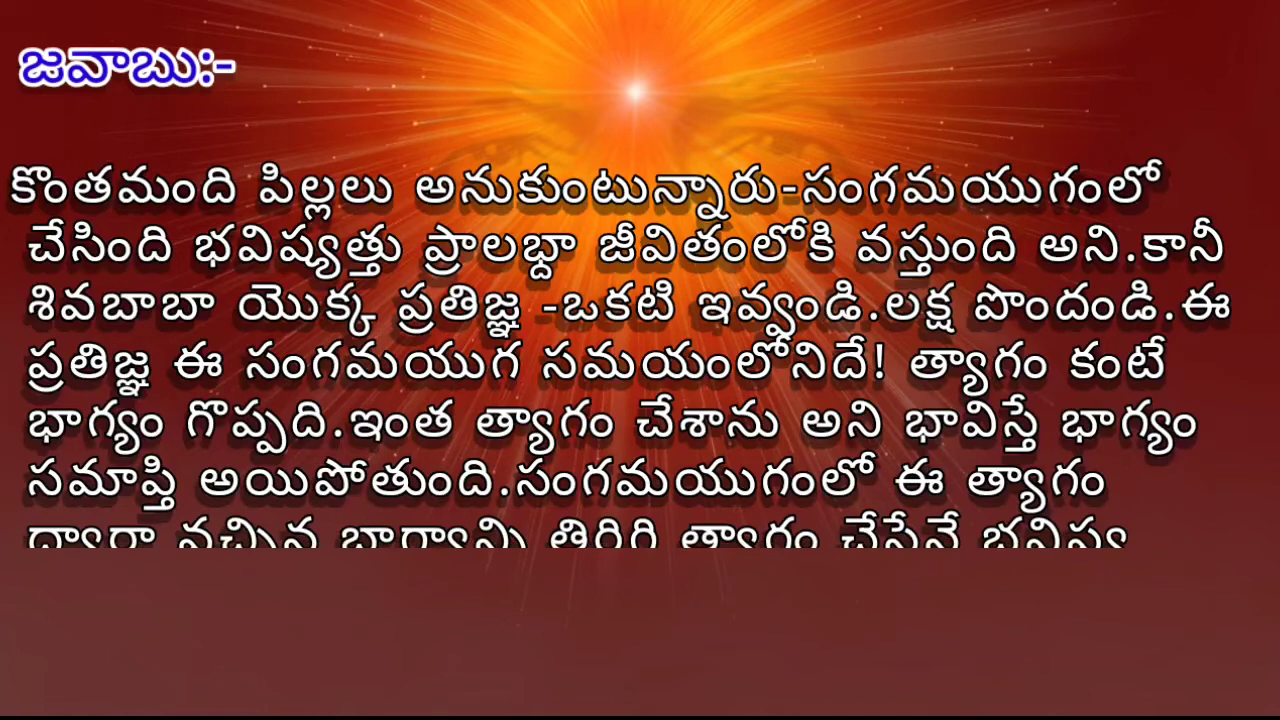 జవాబు:-
కొంతమంది పిల్లలు అనుకుంటున్నారు-సంగమయుగంలో
చేసింది భవిష్యత్తు ప్రాలబ్దా జీవితంలోకి వస్తుంది అని.కానీ
శివబాబా యొక్క ప్రతిజ్ఞ -ఒకటి ఇవ్వండి.లక్ష పొందండి.ఈ
ప్రతిజ్ఞ ఈ సంగమయుగ సమయంలోనిదే! త్యాగం కంటే
భాగ్యం గొప్పది.ఇంత త్యాగం చేశాను అని భావిస్తే భాగ్యం
సమాప్తి అయిపోతుంది.సంగమయుగంలో ఈ త్యాగం
ద్వారా వచ్చిన భాగ్యాన్ని తిరిగి త్యాగం చేస్తేనే భవిష్య